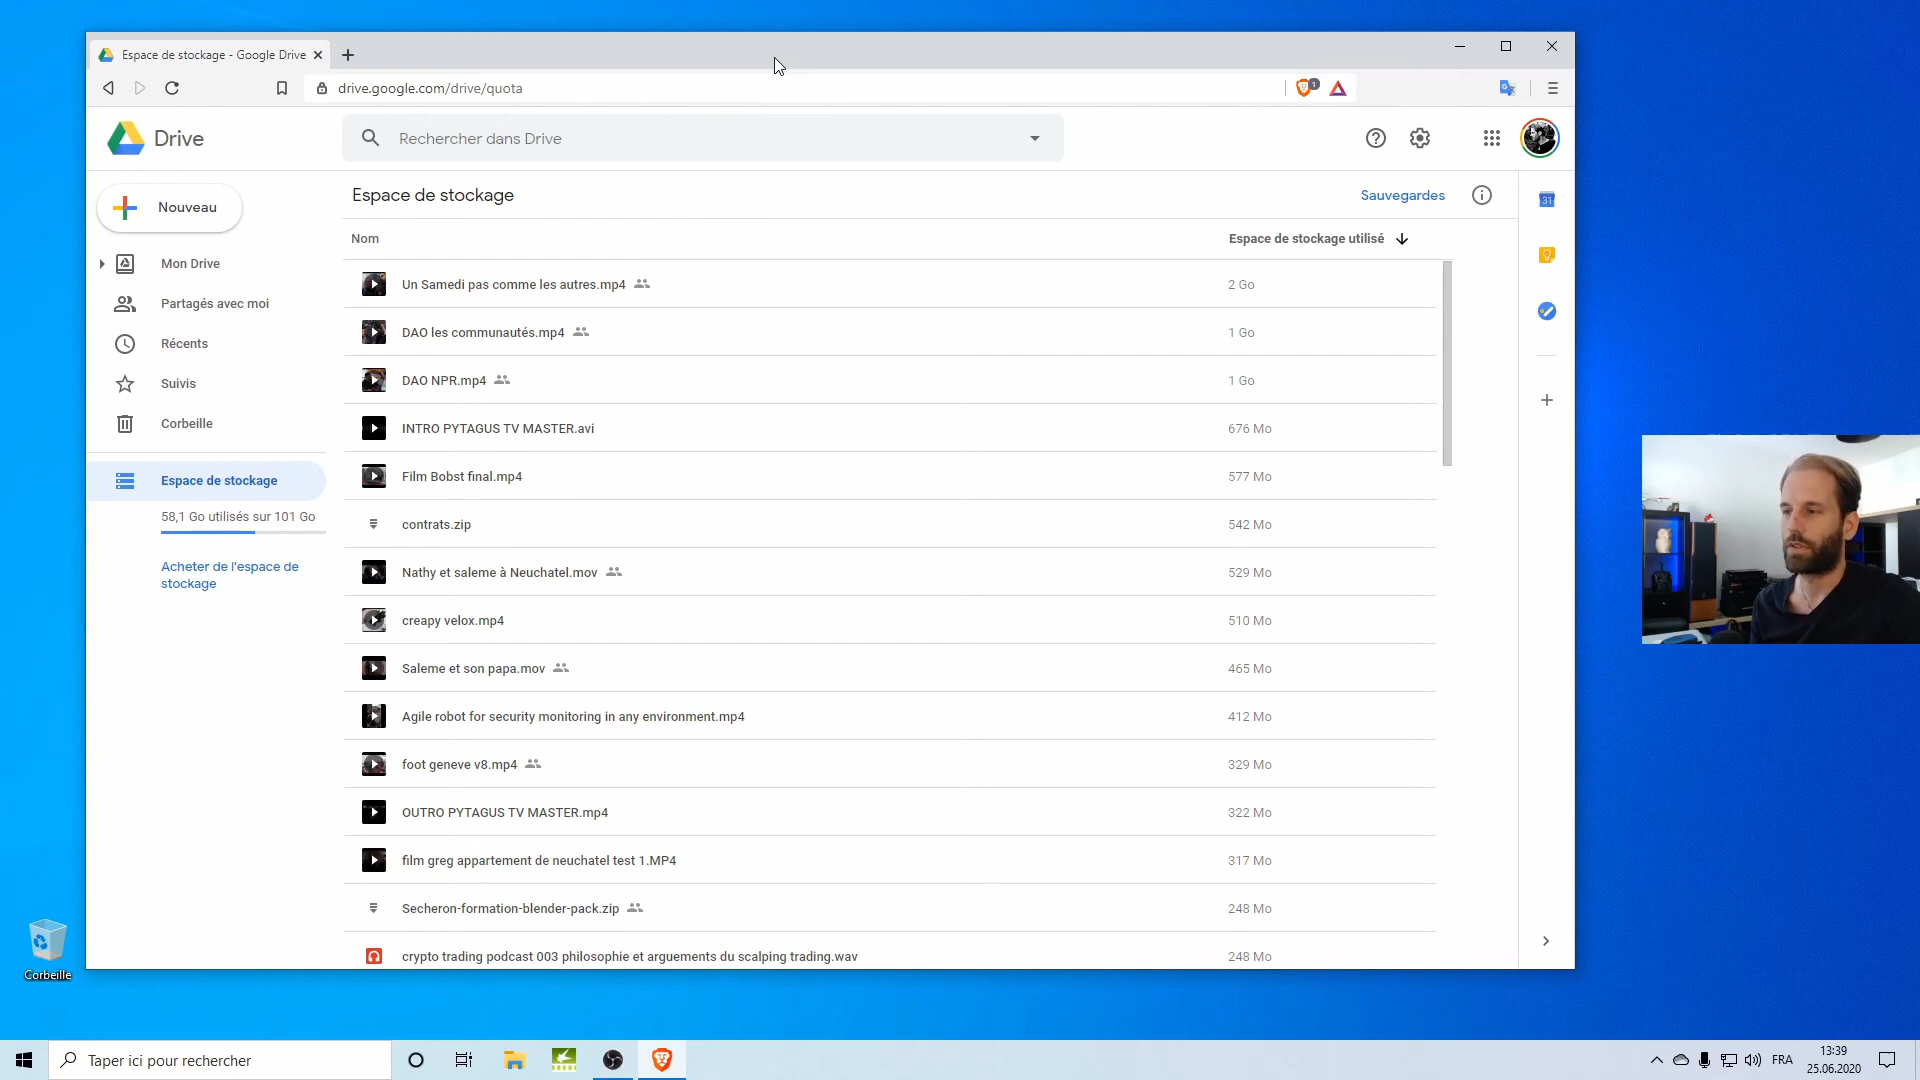 Espace de stockage - Google Drive
drive.google.com/drive/quota
1
Drive
Rechercher dans Drive
Nouveau
Espace de stockage
Sauvegardes
31
Nom
Espace de stockage utilisé
Mon Drive
Partagés avec moi
Récents
Suivis
Corbeille
Espace de stockage
58,1 Go utilisés sur 101 Go
Acheter de l'espace de
stockage
Un Samedi pas comme les autres.mp4
2 Go
DAO les communautés.mp4
1 Go
DAO NPR.mp4
1 Go
INTRO PYTAGUS TV MASTER.avi
676 Mo
Film Bobst final.mp4
577 Mo
contrats.zip
542 Mo
Nathy et saleme à Neuchatel.mov
529 Mo
creapy velox.mp4
510 Mo
Saleme et son papa.mov
465 Mo
Agile robot for security monitoring in any environment.mp4
412 Mo
foot geneve v8.mp4
329 Mo
OUTRO PYTAGUS TV MASTER.mp4
322 Mo
film greg appartement de neuchatel test 1.MP4
317 Mo
Secheron-formation-blender-pack.zip
248 Mo
crypto trading podcast 003 philosophie et arguements du scalping trading.wav
248 Mo
Corbeille
Taper ici pour rechercher
FRA
13:39
25.06.2020